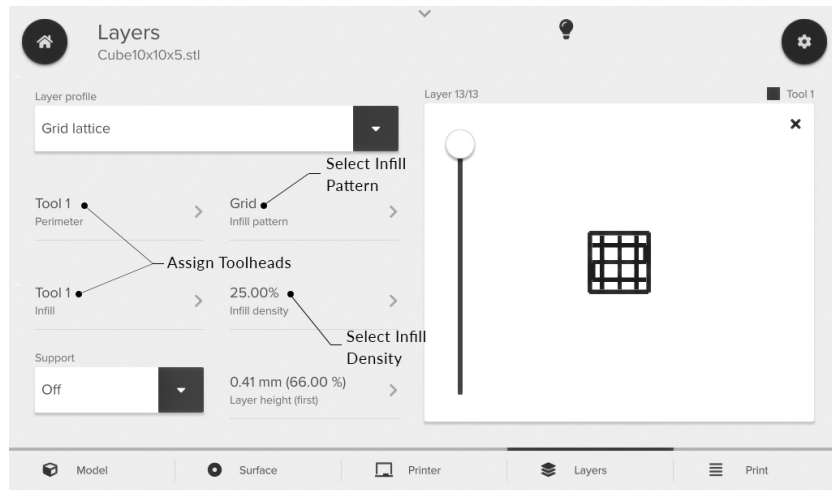 Layers
Cube10x10x5.stl
Layer profile
Grid lattice
Select Infill
Pattern
Tool 1
Perimeter
Grid
Infill pattern
Assign Toolheads
Tool 1
Infill
25.00%
Infill density
Select Infill
Density
Support
Off
0.41 mm (66.00 %)
Layer height (first)
Layer 13/13
Tool 1
Model
Surface
Printer
Layers
Print